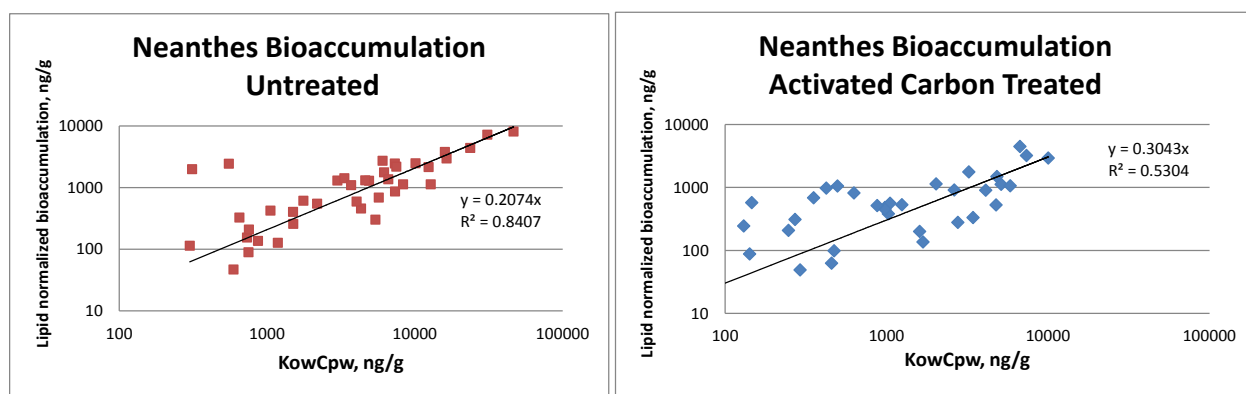 Neanthes Bioaccumulation
Untreated
Lipid normalized bioaccumulation, ng/g
10000
1000
100
10
y = 0.2074x
R² = 0.8407
100
1000
10000
100000
KowCpw, ng/g
Neanthes Bioaccumulation
Activated Carbon Treated
Lipid normalized bioaccumulation, ng/g
10000
1000
100
10
y = 0.3043x
R² = 0.5304
100
1000
10000
100000
KowCpw, ng/g